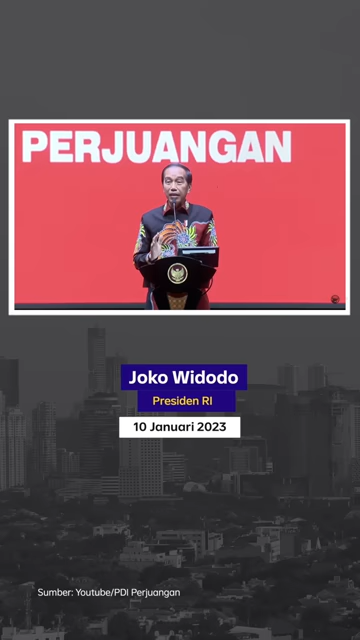 PERJUANGAN
Joko Widodo
Presiden RI
10 Januari 2023
Sumber: Youtube/PDI Perjuangan